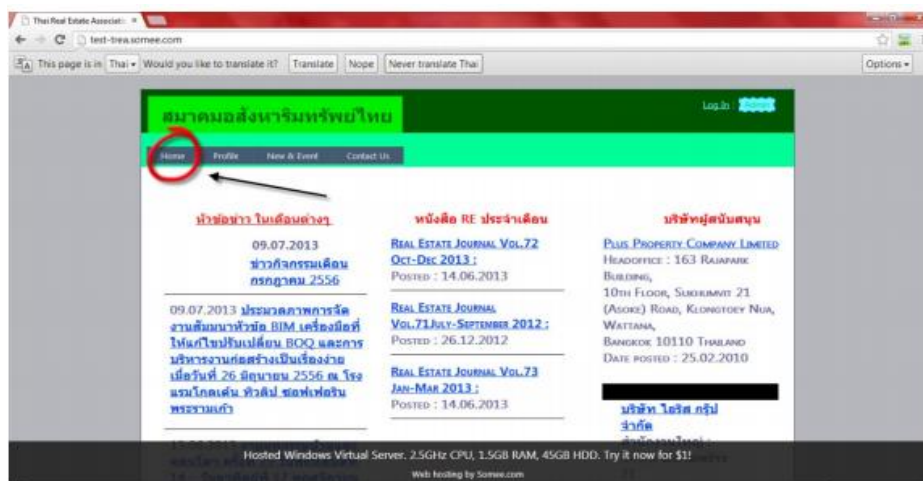 Thai Real Estate Associati
test-trea.somee.com
This page is in Thai Would you like to translate it? Translate Nope Never translate Thai Options
สมาคมอสังหาริมทรัพย์ไทย
Log In Admin
Home Profile New & Event Contact Us
หัวข้อข่าว ในเดือนต่างๆ
09.07.2013
ข่าวกิจกรรมเดือน
กรกฎาคม 2556
09.07.2013 ประมวลภาพการจัด
งานสัมมนาหัวข้อ BIM เครื่องมือที่
ให้แก้ไขปรับเปลี่ยน BOQ และการ
บริหารงานก่อสร้างเป็นเรื่องง่าย
เมื่อวันที่ 26 มิถุนายน 2556 ณ โรง
แรมโกลเด้น ทิวลิป ซอฟเฟอริน
พระรามเก้า
หนังสือ RE ประจำเดือน
REAL ESTATE JOURNAL VOL.72
OCT-DEC 2013 :
POSTED : 14.06.2013
REAL ESTATE JOURNAL
VOL.71 JULY-SEPTEMBER 2012 :
POSTED : 26.12.2012
REAL ESTATE JOURNAL VOL.73
JAN-MAR 2013 :
POSTED : 14.06.2013
บริษัทผู้สนับสนุน
PLUS PROPERTY COMPANY LIMITED
HEADOFFICE : 163 RAJAPARK
BUILDING,
10TH FLOOR, SUKHUMVIT 21
(ASOKE) ROAD, KLONGTOEY NUA,
WATTANA,
BANGKOK 10110 THAILAND
DATE POSTED : 25.02.2010
บริษัท ไอริส กรุ๊ป
จำกัด
สำนักงานใหญ่ :
Hosted Windows Virtual Server. 2.5GHz CPU, 1.5GB RAM, 45GB HDD. Try it now for $1!
Web hosting by Somee.com